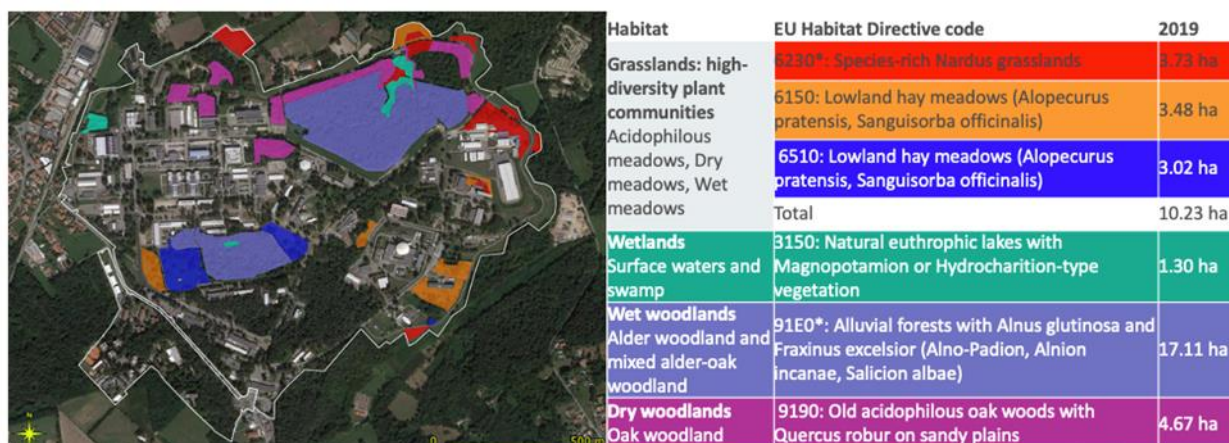 Habitat EU Habitat Directive code 2019
Grasslands: high-
diversity plant
communities
Acidophilous
meadows, Dry
meadows, Wet
meadows
6230*: Species-rich Nardus grasslands 3.73 ha
6150: Lowland hay meadows (Alopecurus
pratensis, Sanguisorba officinalis) 3.48 ha
6510: Lowland hay meadows (Alopecurus
pratensis, Sanguisorba officinalis) 3.02 ha
Total 10.23 ha
Wetlands
Surface waters and
swamp
3150: Natural euthrophic lakes with
Magnopotamion or Hydrocharition-type
vegetation
1.30 ha
Wet woodlands
Alder woodland and
mixed alder-oak
woodland
91E0*: Alluvial forests with Alnus glutinosa and
Fraxinus excelsior (Alno-Padion, Alnion
incanae, Salicion albae)
17.11 ha
Dry woodlands
Oak woodland
9190: Old acidophilous oak woods with
Quercus robur on sandy plains
4.67 ha
N
0 500 m